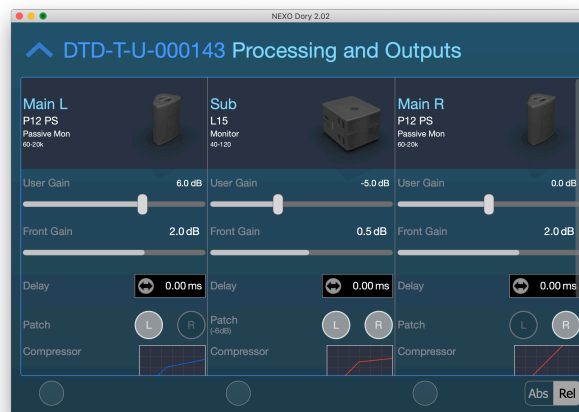 NEXO Dory 2.02
DTD-T-U-000143 Processing and Outputs
Main L
P12 PS
Passive Mon
60-20k
Sub
L15
Monitor
40-120
Main R
P12 PS
Passive Mon
60-20k
User Gain 6.0 dB
User Gain -5.0 dB
User Gain 0.0 dB
Front Gain 2.0 dB
Front Gain 0.5 dB
Front Gain 2.0 dB
Delay 0.00 ms
Delay 0.00 ms
Delay 0.00 ms
Patch L R
Patch L R
(-6dB)
Patch L R
Compressor
Compressor
Compressor
Abs Rel